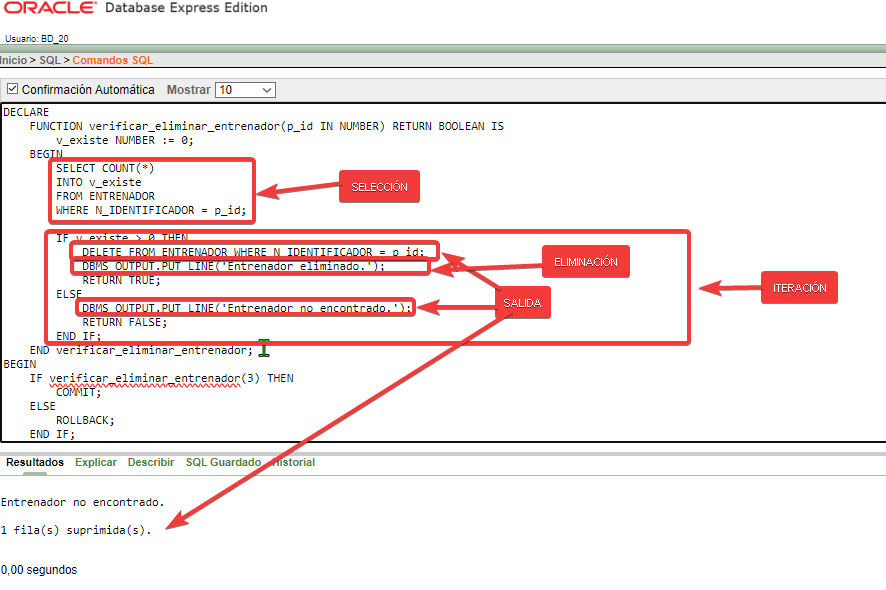 ORACLE® Database Express Edition
Usuario: BD_20
Inicio > SQL > Comandos SQL
Confirmación Automática Mostrar 10
DECLARE
FUNCTION verificar_eliminar_entrenador(p_id IN NUMBER) RETURN BOOLEAN IS
v_existe NUMBER := 0;
BEGIN
SELECT COUNT(*)
INTO v_existe
FROM ENTRENADOR
WHERE N_IDENTIFICADOR = p_id;
SELECCIÓN
IF v_existe > 0 THEN
DELETE FROM ENTRENADOR WHERE N_IDENTIFICADOR = p_id;
DBMS_OUTPUT.PUT_LINE('Entrenador eliminado.');
ELIMINACIÓN
RETURN TRUE;
ITERACIÓN
ELSE
DBMS_OUTPUT.PUT_LINE('Entrenador no encontrado.');
SALIDA
RETURN FALSE;
END IF;
END verificar_eliminar_entrenador;
BEGIN
IF verificar_eliminar_entrenador(3) THEN
COMMIT;
ELSE
ROLLBACK;
END IF;
Resultados Explicar Describir SQL Guardado Historial
Entrenador no encontrado.
1 fila(s) suprimida(s).
0,00 segundos